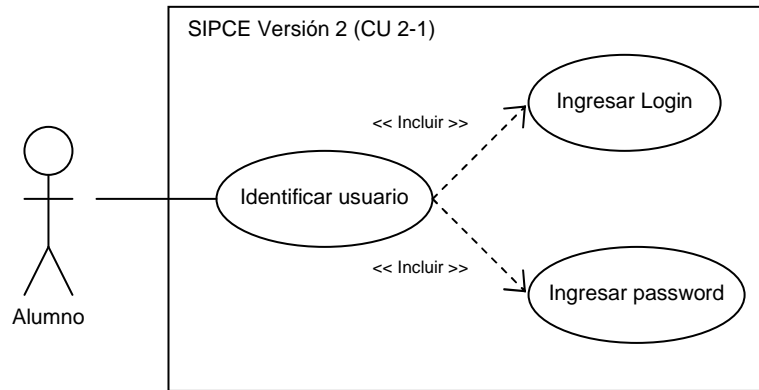 SIPCE Versión 2 (CU 2-1)
Ingresar Login
<< Incluir >>
Identificar usuario
<< Incluir >>
Ingresar password
Alumno